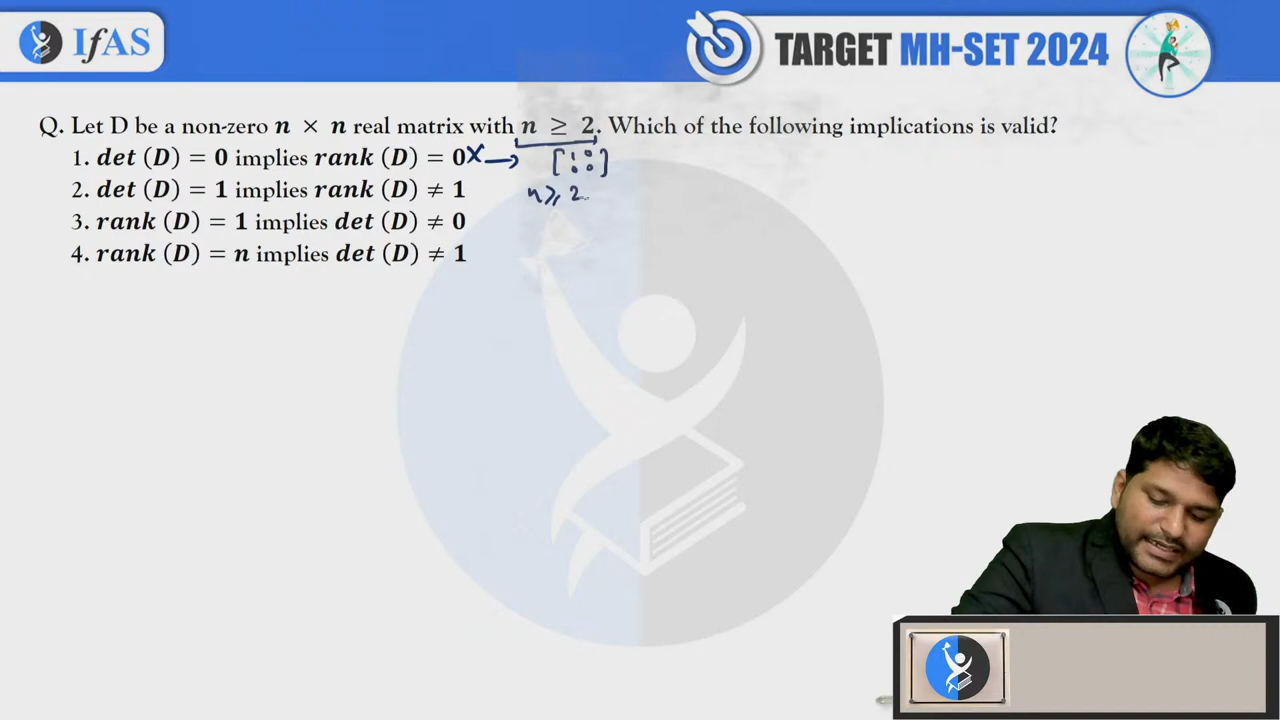 IfAS
TARGET MH-SET 2024
Q. Let D be a non-zero n × n real matrix with n ≥ 2. Which of the following implications is valid?
1. det (D) = 0 implies rank (D) = 0 X → [1 0
0 0]
2. det (D) = 1 implies rank (D) ≠ 1 n ≥ 2
3. rank (D) = 1 implies det (D) ≠ 0
4. rank (D) = n implies det (D) ≠ 1